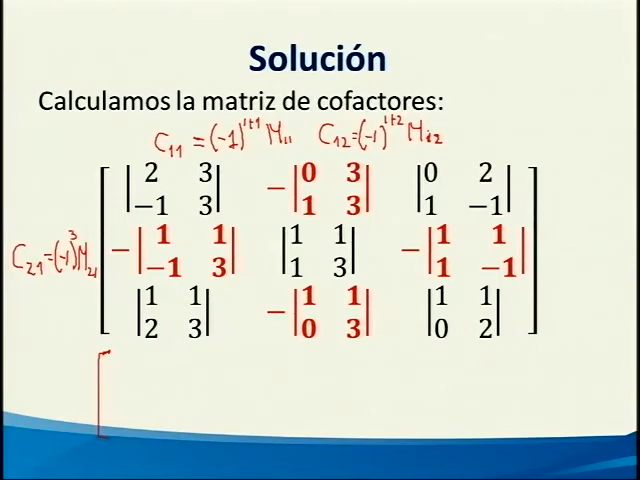 Solución
Calculamos la matriz de cofactores:
C₁₁ = (-1)¹⁺¹ M₁₁ C₁₂ = (-1)¹⁺² M₁₂
2 3 0 3 0 2
−1 3 − 1 3 1 −1
C₂₁ = (-1)³ M₂₁
1 1 1 1 1 1
− −1 3 1 3 − 1 −1
1 1 1 1 1 1
2 3 − 0 3 0 2